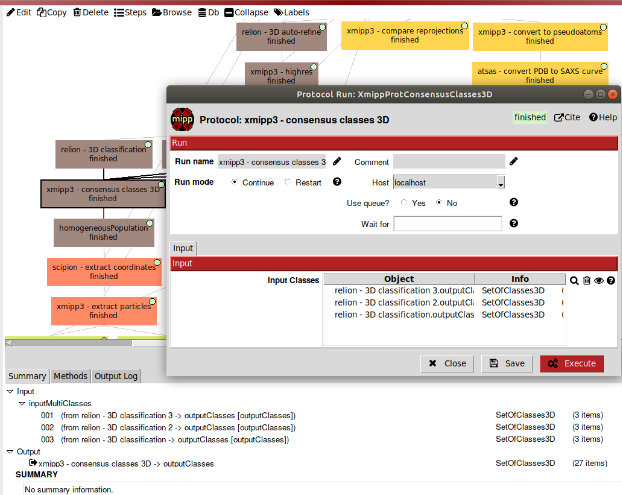 Edit Copy Delete Steps Browse Db Collapse Labels
relion - 3D auto-refine
finished
xmipp3 - compare reprojections
finished
xmipp3 - convert to pseudoatoms
finished
xmipp3 - highres
finished
atsas - convert PDB to SAXS curve
finished
relion - 3D classification
finished
xmipp3 - consensus classes 3D
finished
homogeneousPopulation
finished
scipion - extract coordinates
finished
xmipp3 - extract particles
finished
Protocol Run: XmippProtConsensusClasses3D
mipp
Protocol: xmipp3 - consensus classes 3D
finished Cite Help
Run
Run name xmipp3 - consensus classes 3 Comment
Run mode Continue Restart Host localhost
Use queue? Yes No
Wait for
Input
Input
Input Classes
Object Info
relion - 3D classification 3.outputCla SetOfClasses3D (
relion - 3D classification 2.outputCla SetOfClasses3D (
relion - 3D classification.outputClass SetOfClasses3D (
Close Save Execute
Summary Methods Output Log
Input
inputMultiClasses
001 (from relion - 3D classification 3 -> outputClasses [outputClasses]) SetOfClasses3D (3 items)
002 (from relion - 3D classification 2 -> outputClasses [outputClasses]) SetOfClasses3D (3 items)
003 (from relion - 3D classification -> outputClasses [outputClasses]) SetOfClasses3D (3 items)
Output
xmipp3 - consensus classes 3D -> outputClasses SetOfClasses3D (27 items)
SUMMARY
No summary information.